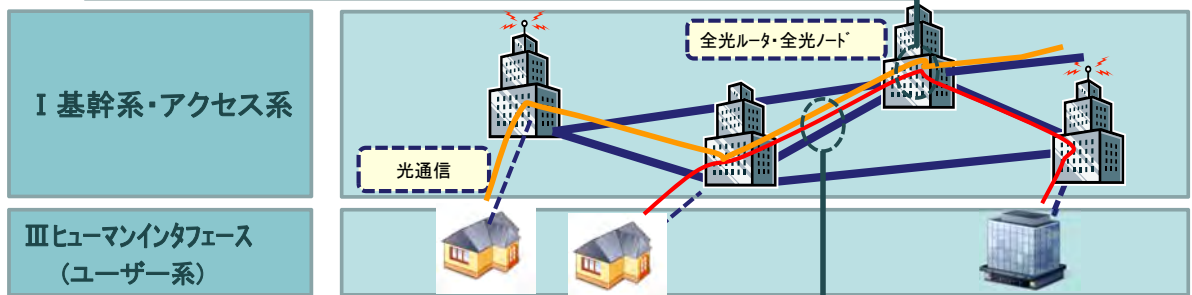 Ⅰ基幹系・アクセス系
全光ルータ・全光ノード
光通信
Ⅲヒューマンインタフェース
(ユーザー系)